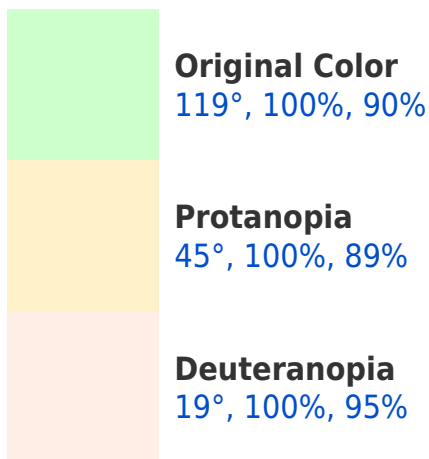 Original Color
119°, 100%, 90%
Protanopia
45°, 100%, 89%
Deuteranopia
19°, 100%, 95%